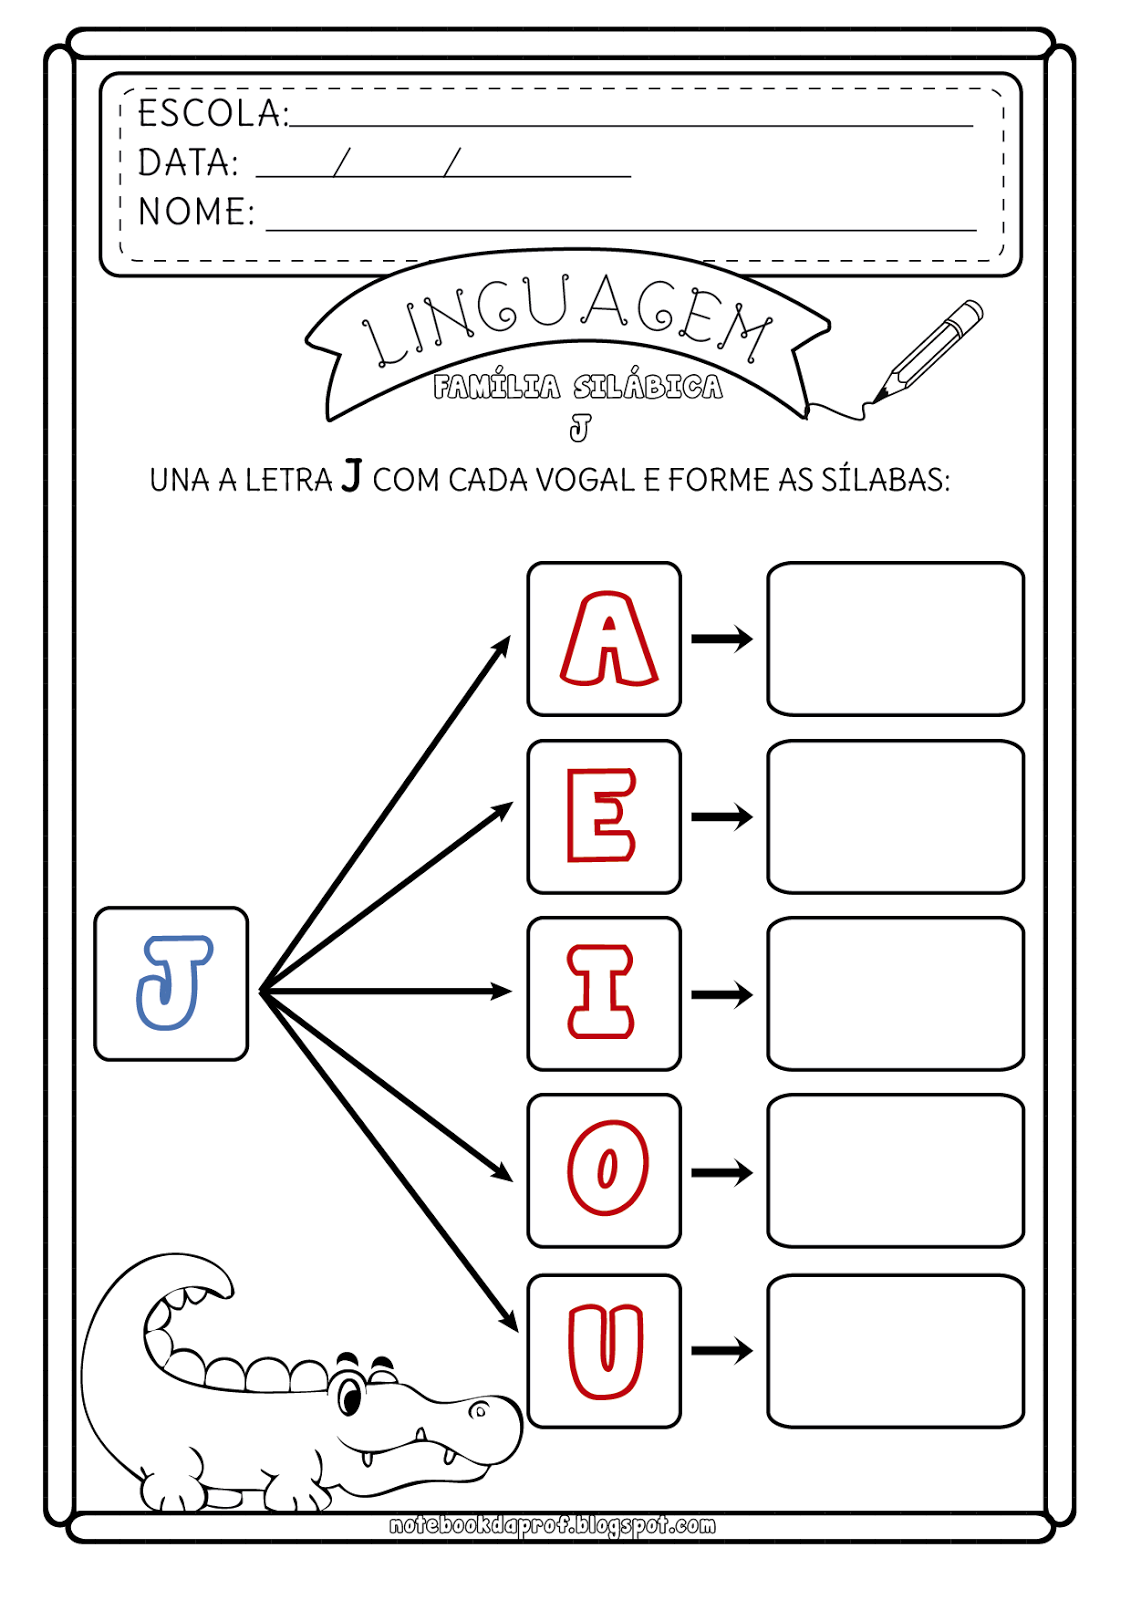 ESCOLA:
DATA: / /
NOME:
LINGUAGEM
FAMÍLIA SILÁBICA
J
UNA A LETRA J COM CADA VOGAL E FORME AS SÍLABAS:
A
E
J
I
O
U
notebookdaprof.blogspot.com